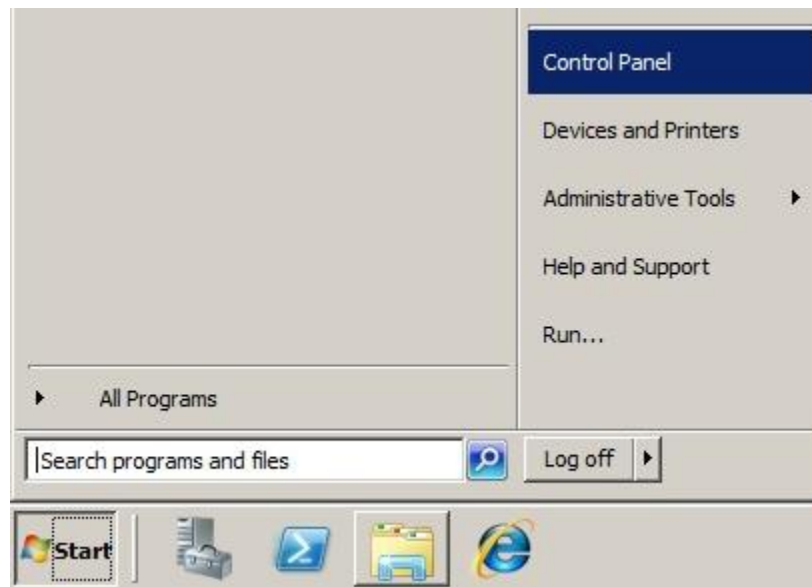 Control Panel
Devices and Printers
Administrative Tools
Help and Support
Run...
All Programs
Search programs and files
Log off
Start